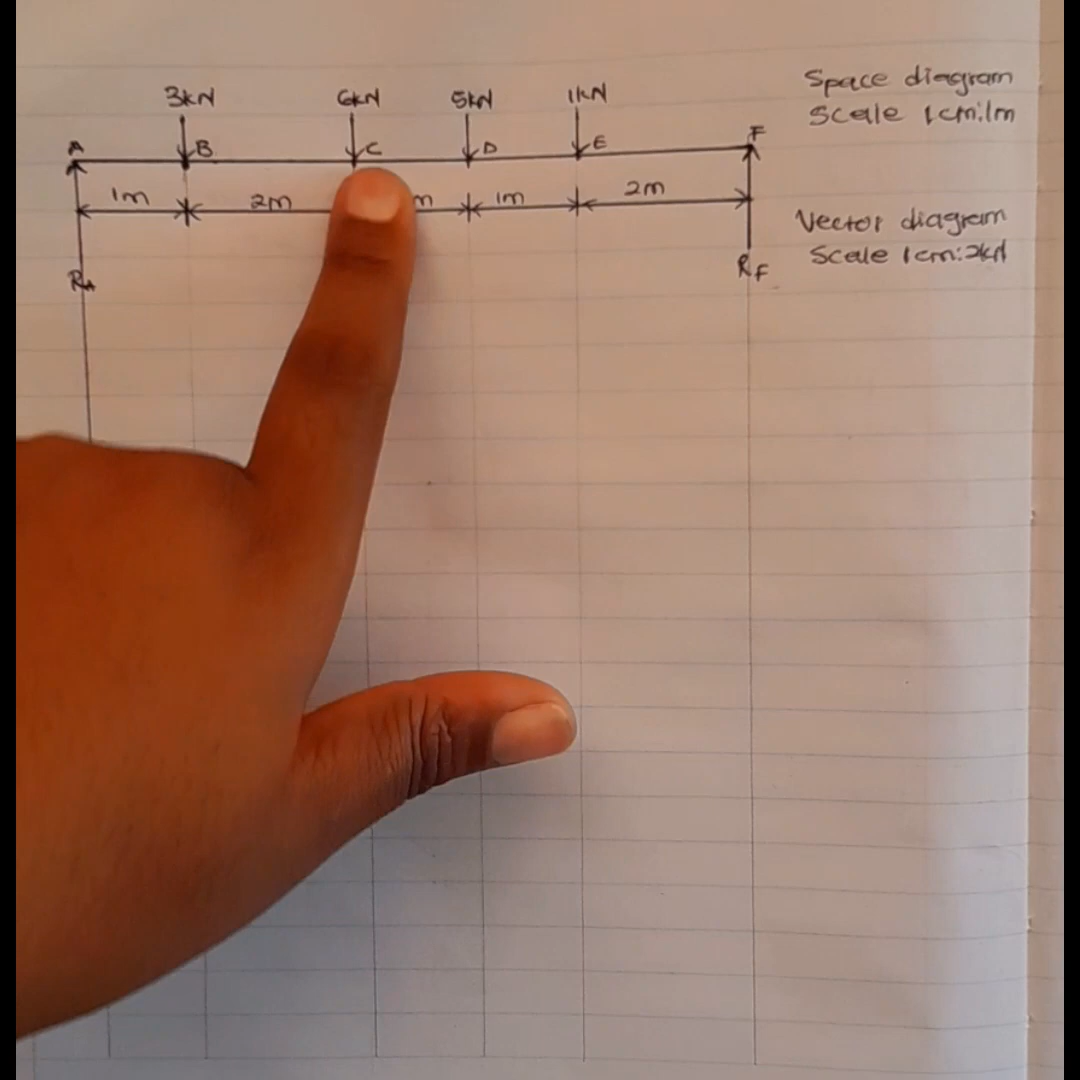 3kN 6kN 5kN 1kN
A B C D E F
1m 2m m 1m 2m
RA RF
Space diagram
Scale 1cm:1m
Vector diagram
Scale 1cm:2kN